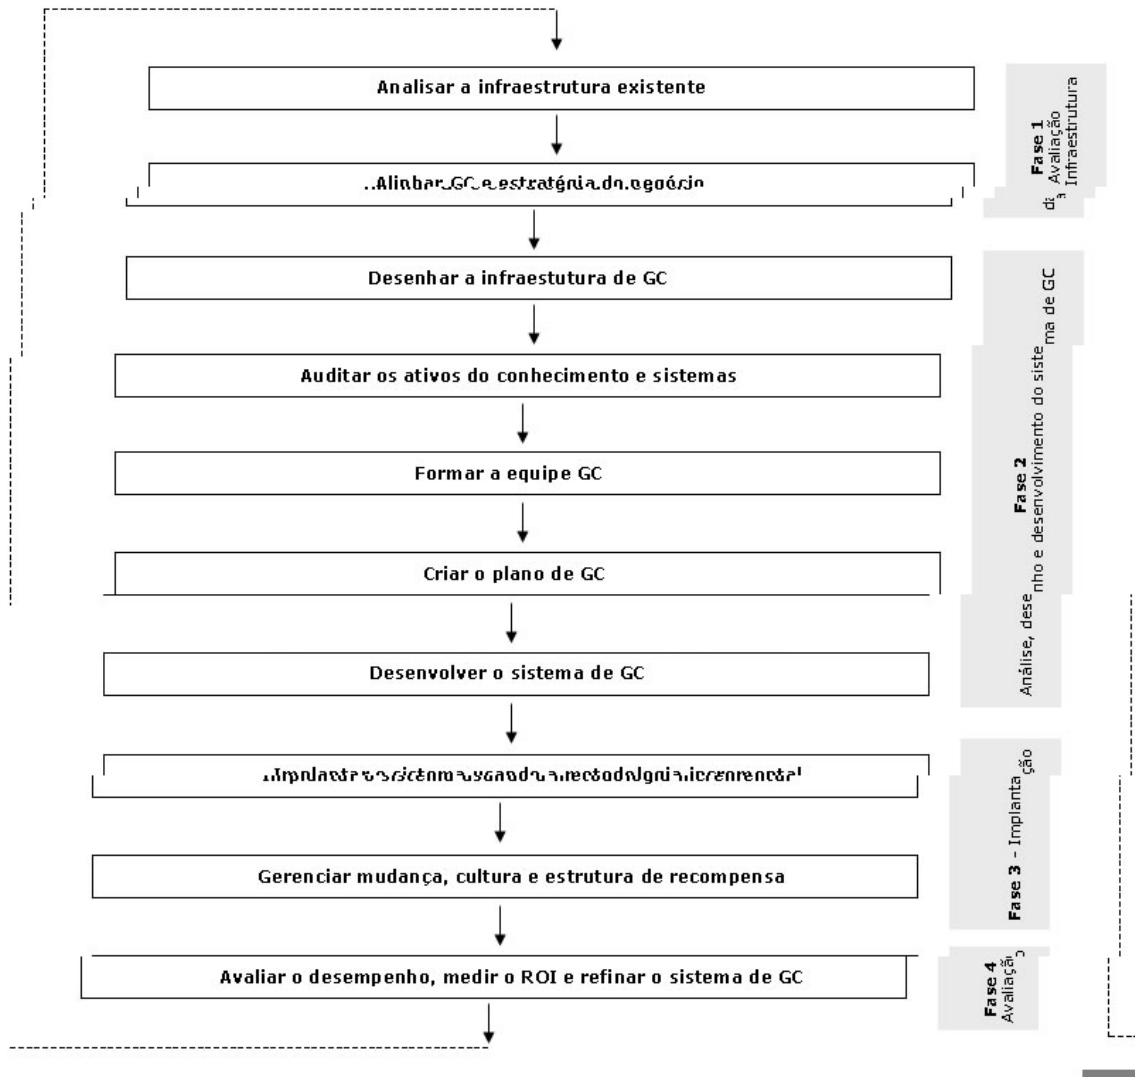 Analisar a infraestrutura existente
Alinhar GC e estratégia do negócio
Desenhar a infraestutura de GC
Auditar os ativos do conhecimento e sistemas
Formar a equipe GC
Criar o plano de GC
Desenvolver o sistema de GC
Gerenciar mudança, cultura e estrutura de recompensa
Avaliar o desempenho, medir o ROI e refinar o sistema de GC
Fase 1
Avaliação
da Infraestrutura
Fase 2
Análise, desenho e desenvolvimento do sistema de GC
Fase 3 - Implantação
Fase 4
Avaliação